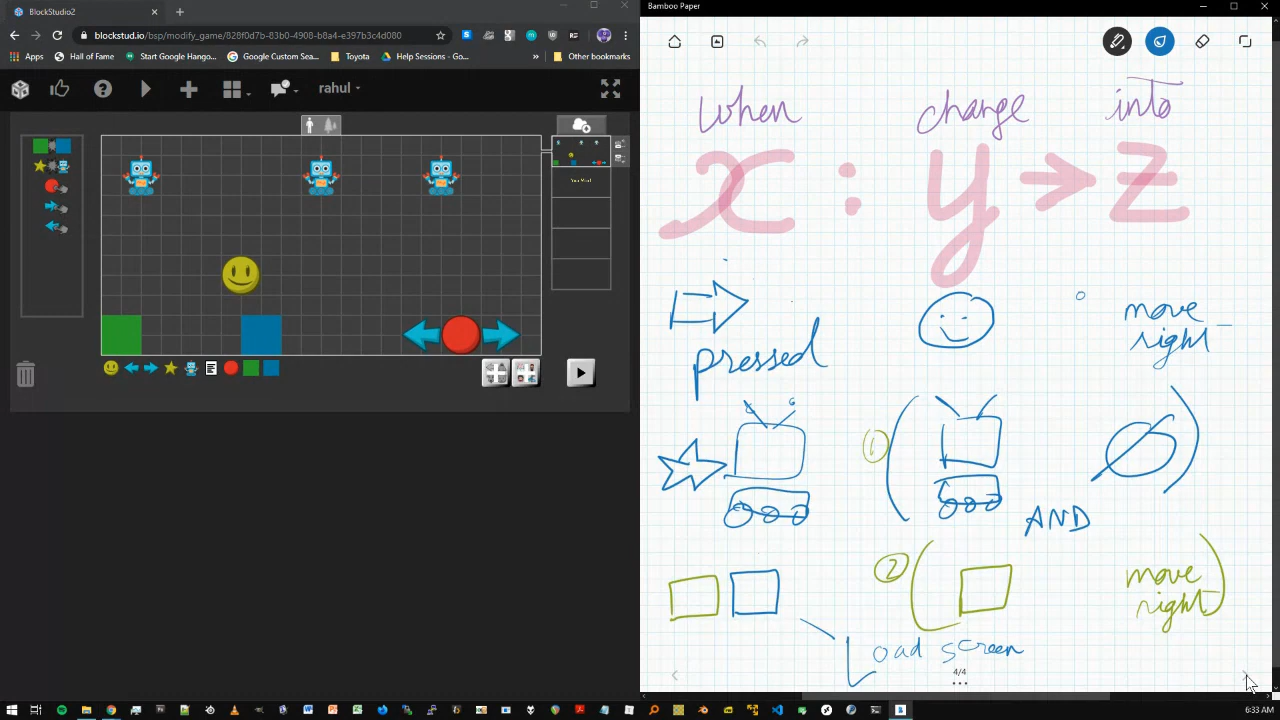 BlockStudio2
Bamboo Paper
blockstud.io/bsp/modify_game/828f0d7b-83b0-4908-b8a4-e397b3c4d080
Apps
Hall of Fame
Start Google Hango...
Google Custom Sea...
Toyota
Help Sessions - Go...
»
Other bookmarks
rahul
when change into
x : y → z
pressed
move
right
①
AND
②
move
right
Load screen
4/4
6:33 AM